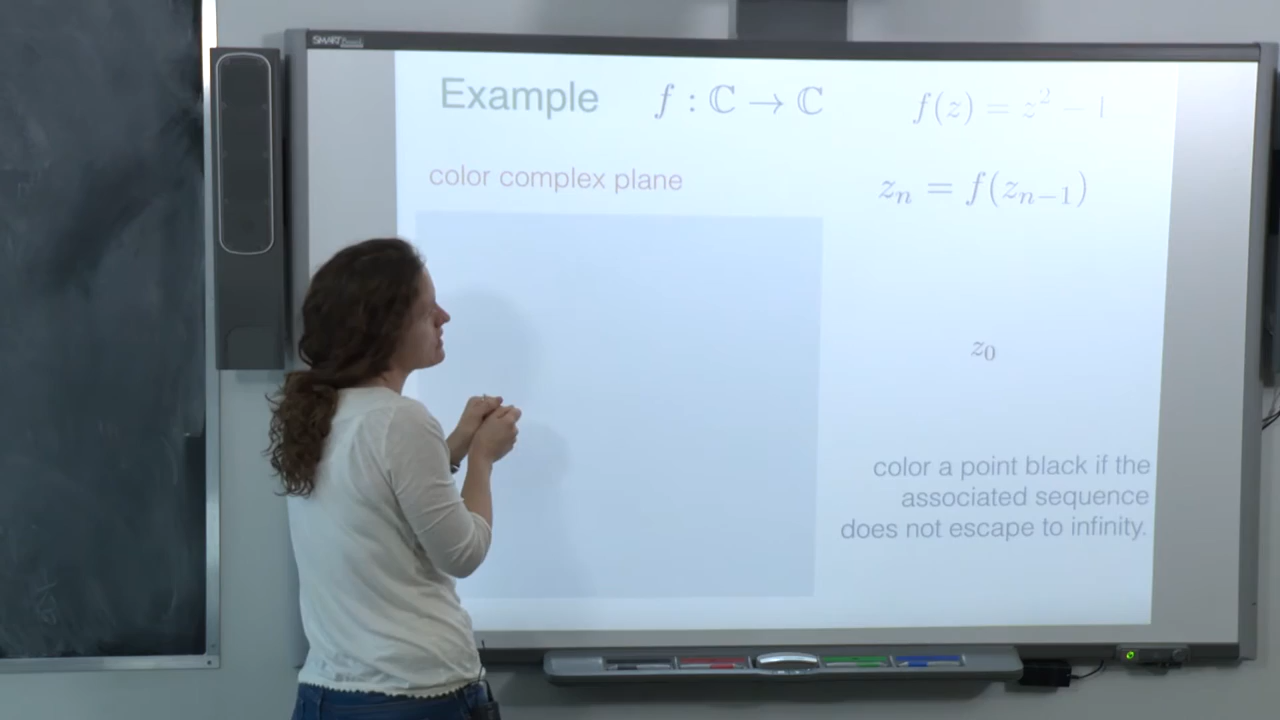 SMART
Example f : ℂ → ℂ f(z) = z² − 1
color complex plane
zₙ = f(zₙ₋₁)
z₀
color a point black if the
associated sequence
does not escape to infinity.